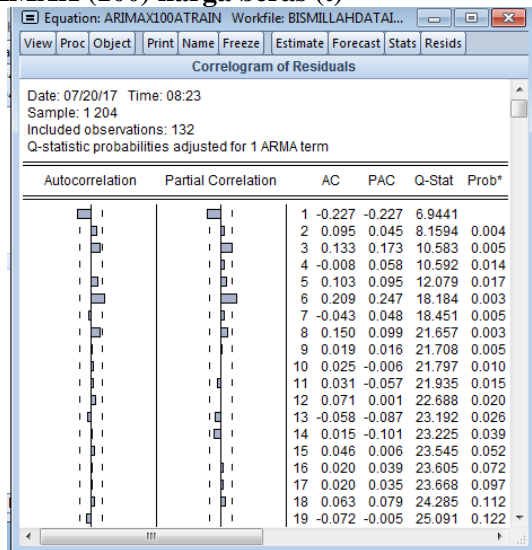 Equation: ARIMAX100ATRAIN Workfile: BISMILLAHDATAI...
View Proc Object Print Name Freeze Estimate Forecast Stats Resids
Correlogram of Residuals
Date: 07/20/17 Time: 08:23
Sample: 1 204
Included observations: 132
Q-statistic probabilities adjusted for 1 ARMA term
Autocorrelation Partial Correlation AC PAC Q-Stat Prob*
1 -0.227 -0.227 6.9441
2 0.095 0.045 8.1594 0.004
3 0.133 0.173 10.583 0.005
4 -0.008 0.058 10.592 0.014
5 0.103 0.095 12.079 0.017
6 0.209 0.247 18.184 0.003
7 -0.043 0.048 18.451 0.005
8 0.150 0.099 21.657 0.003
9 0.019 0.016 21.708 0.005
10 0.025 -0.006 21.797 0.010
11 0.031 -0.057 21.935 0.015
12 0.071 0.001 22.688 0.020
13 -0.058 -0.087 23.192 0.026
14 0.015 -0.101 23.225 0.039
15 0.046 0.006 23.545 0.052
16 0.020 0.039 23.605 0.072
17 0.020 0.035 23.668 0.097
18 0.063 0.079 24.285 0.112
19 -0.072 -0.005 25.091 0.122